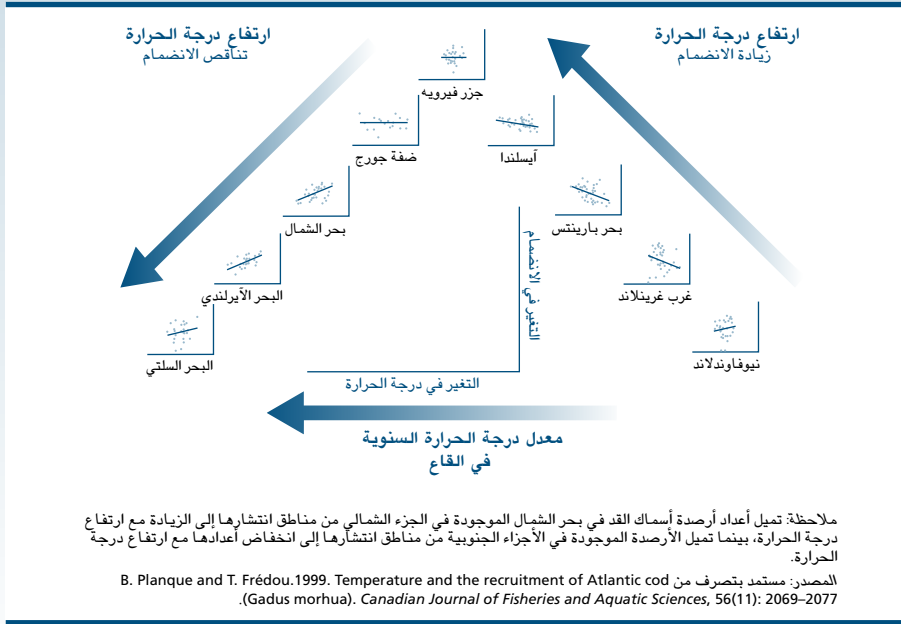 ارتفاع درجة الحرارة
زيادة الانضمام
ارتفاع درجة الحرارة
تناقص الانضمام
جزر فيرويه
آيسلندا
ضفة جورج
بحر بارينتس
بحر الشمال
غرب غرينلاند
البحر الآيرلندي
نيوفاوندلاند
البحر السلتي
التغير في الانضمام
التغير في درجة الحرارة
معدل درجة الحرارة السنوية
في القاع
ملاحظة: تميل أعداد أرصدة أسماك القد في بحر الشمال الموجودة في الجزء الشمالي من مناطق انتشارها إلى الزيادة مع ارتفاع
درجة الحرارة، بينما تميل الأرصدة الموجودة في الأجزاء الجنوبية من مناطق انتشارها إلى انخفاض أعدادها مع ارتفاع درجة
الحرارة.
المصدر: مستمد بتصرف من B. Planque and T. Frédou.1999. Temperature and the recruitment of Atlantic cod
(Gadus morhua). Canadian Journal of Fisheries and Aquatic Sciences, 56(11): 2069–2077.